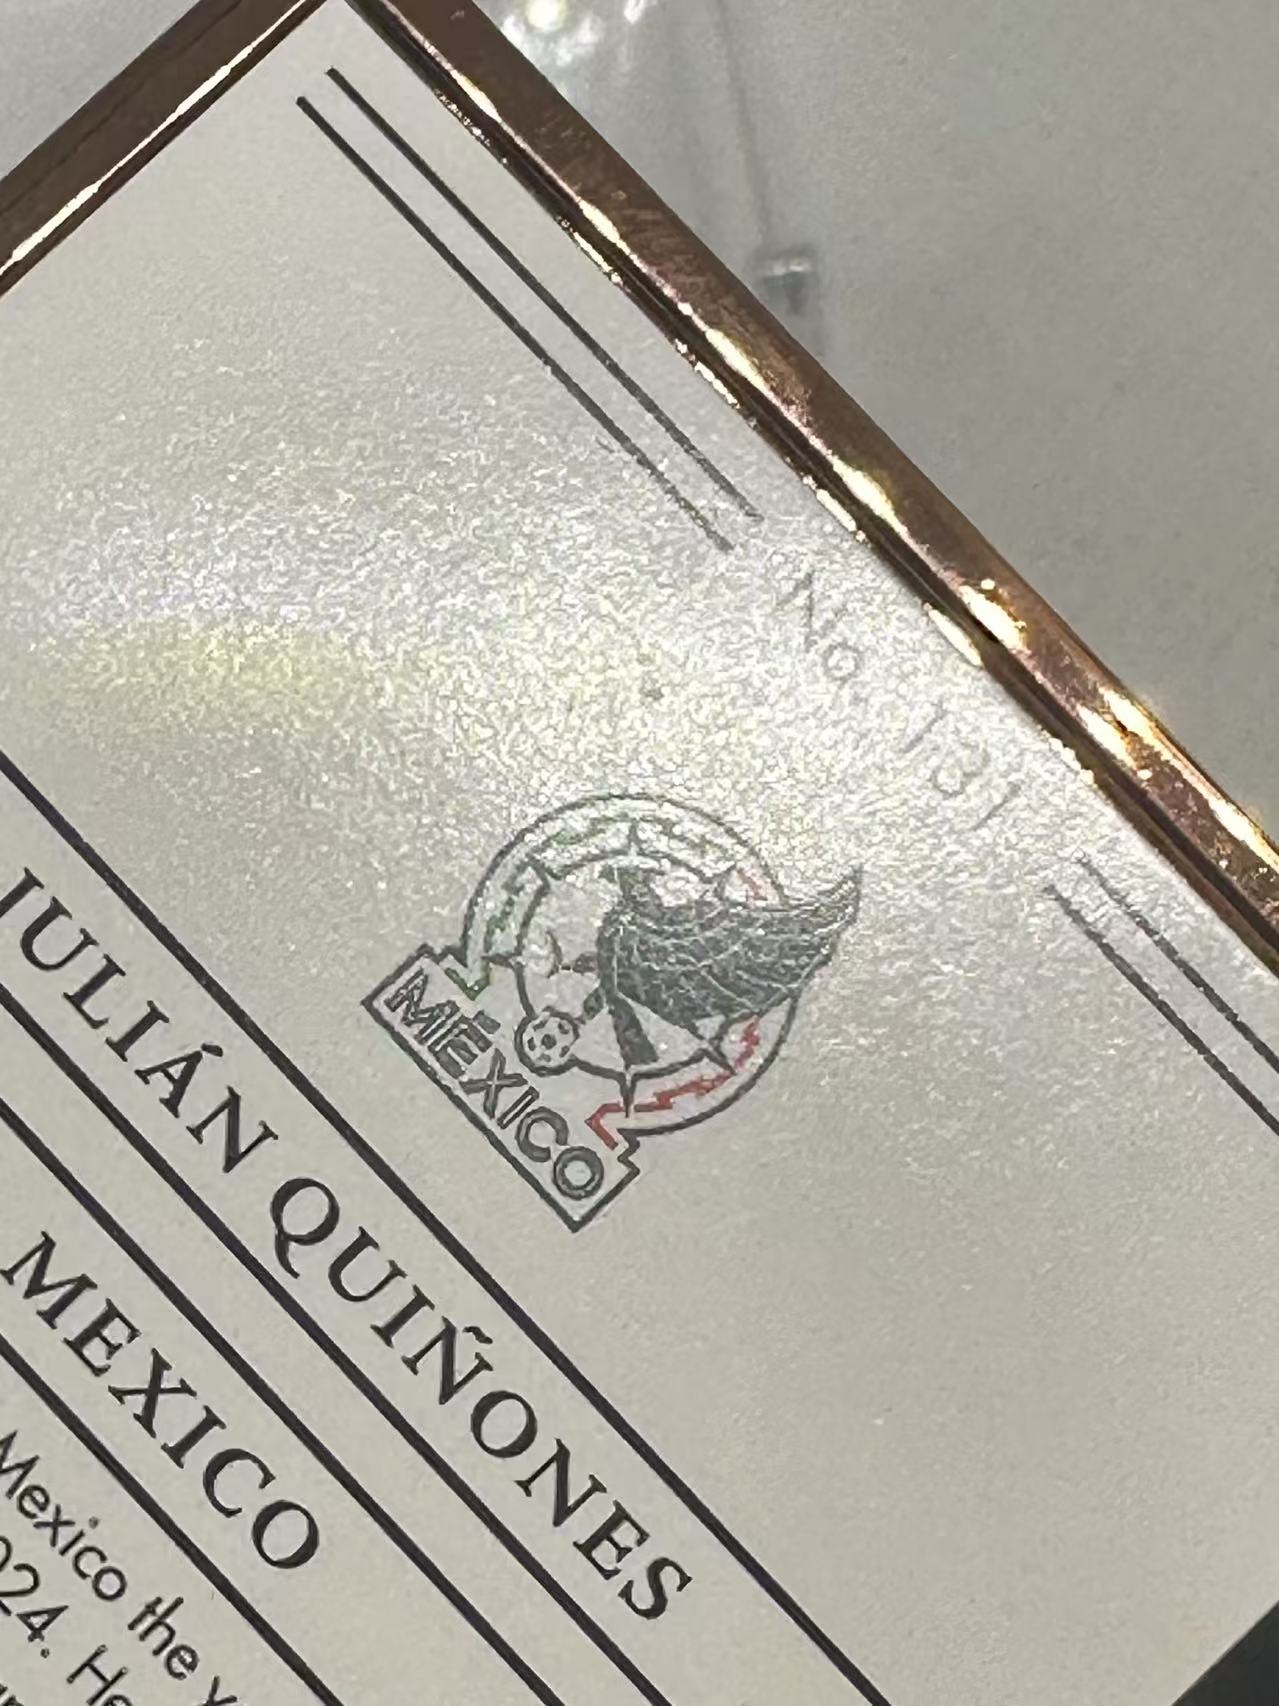 No. 131
MÉXICO
JULIÁN QUIÑONES
MEXICO
Mexico the
024. He